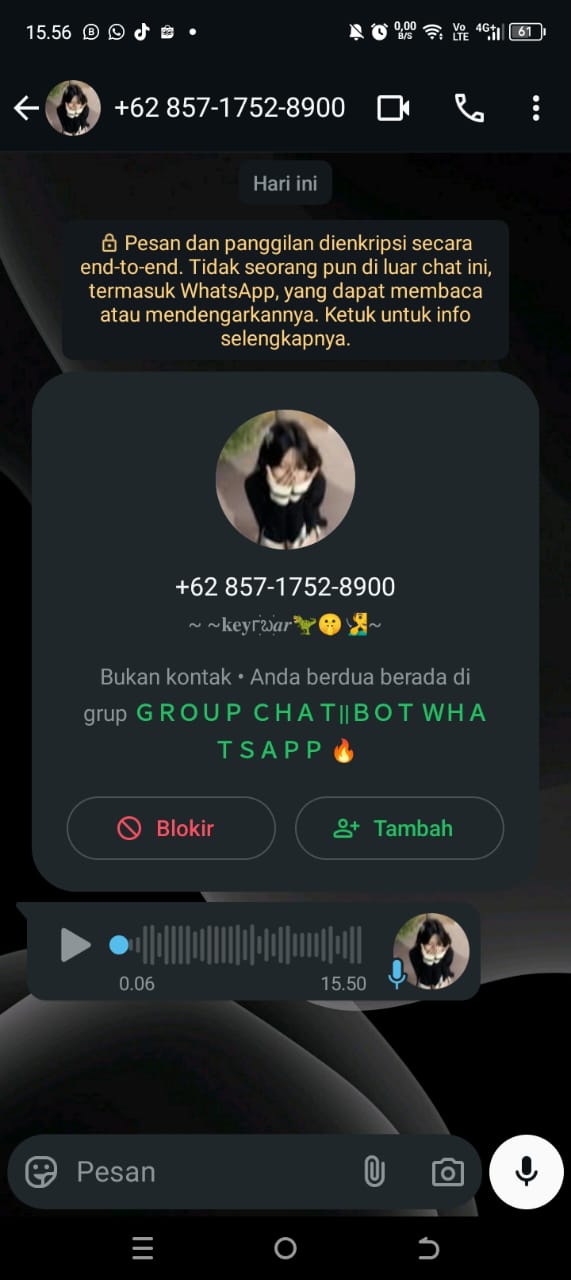 15.56
0,00
B/S
Vo
LTE
4G+
61
+62 857-1752-8900
Hari ini
Pesan dan panggilan dienkripsi secara
end-to-end. Tidak seorang pun di luar chat ini,
termasuk WhatsApp, yang dapat membaca
atau mendengarkannya. Ketuk untuk info
selengkapnya.
+62 857-1752-8900
Bukan kontak • Anda berdua berada di
grup G R O U P C H A T || B O T W H A
T S A P P 🔥
Blokir
Tambah
0.06
15.50
Pesan